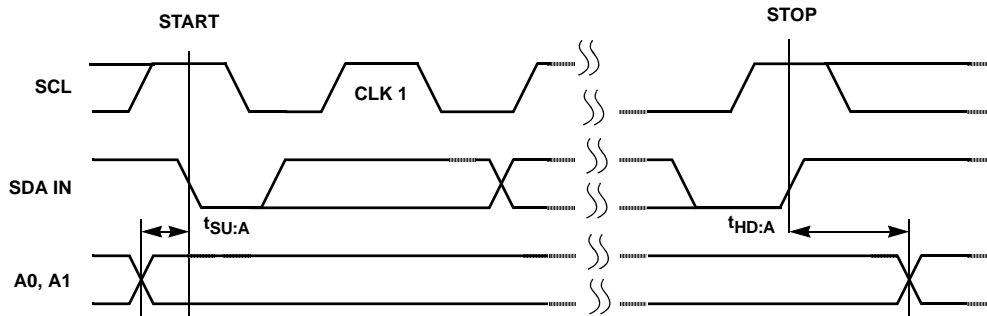 START
STOP
SCL
CLK 1
SDA IN
tSU:A
tHD:A
A0, A1